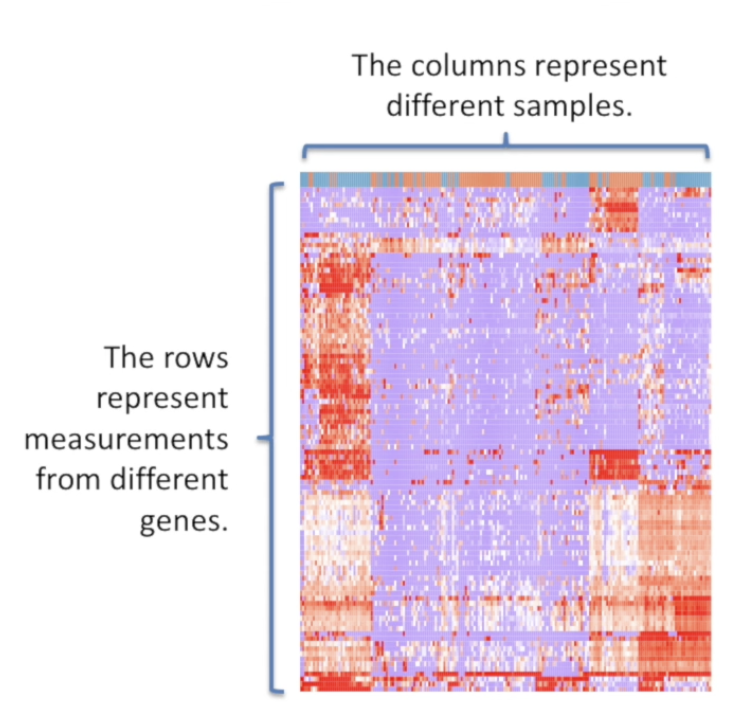 The columns represent
different samples.
The rows
represent
measurements
from different
genes.